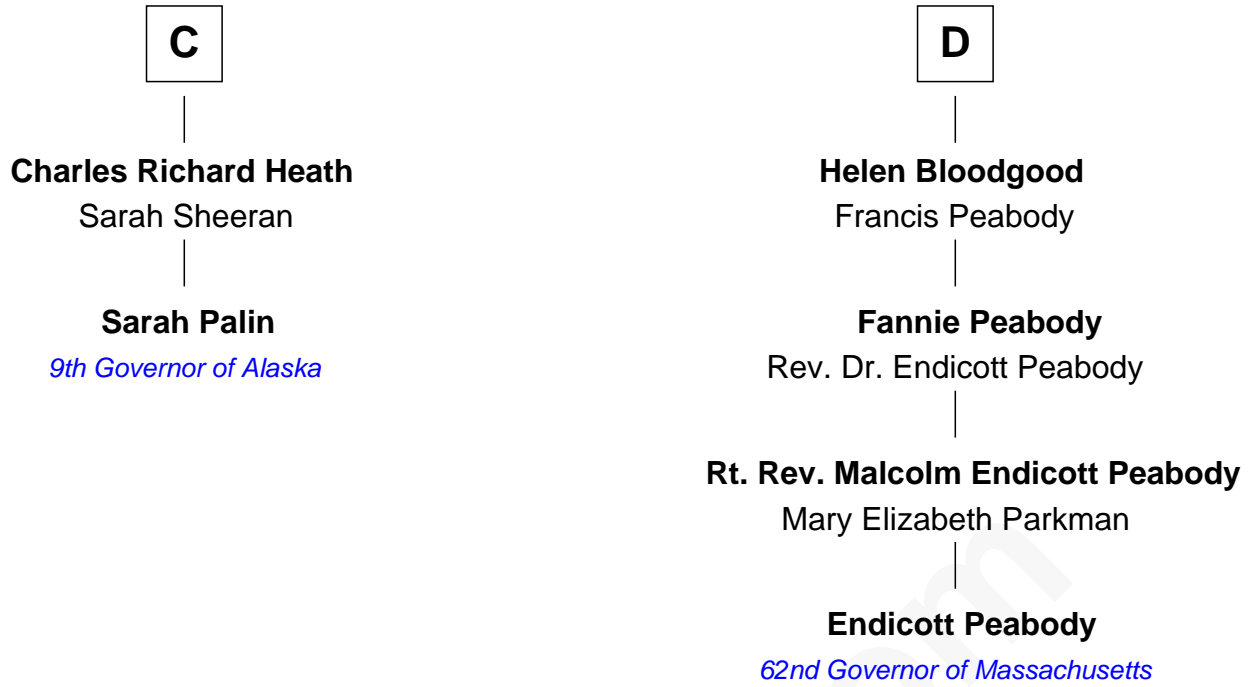 C
Charles Richard Heath
Sarah Sheeran
Sarah Palin
9th Governor of Alaska
D
Helen Bloodgood
Francis Peabody
Fannie Peabody
Rev. Dr. Endicott Peabody
Rt. Rev. Malcolm Endicott Peabody
Mary Elizabeth Parkman
Endicott Peabody
62nd Governor of Massachusetts